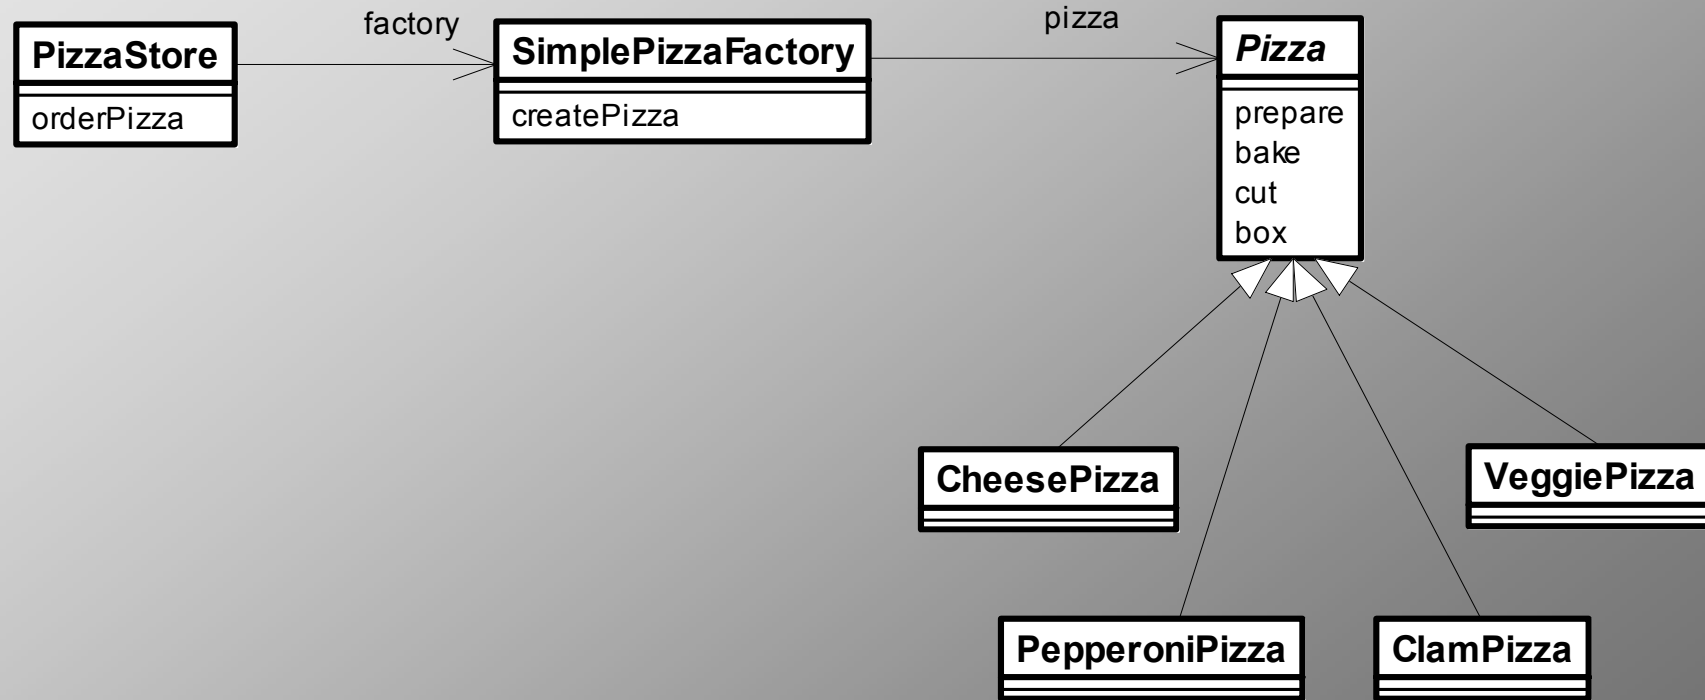 factory
pizza
PizzaStore
orderPizza
SimplePizzaFactory
createPizza
Pizza
prepare
bake
cut
box
CheesePizza
VeggiePizza
PepperoniPizza
ClamPizza